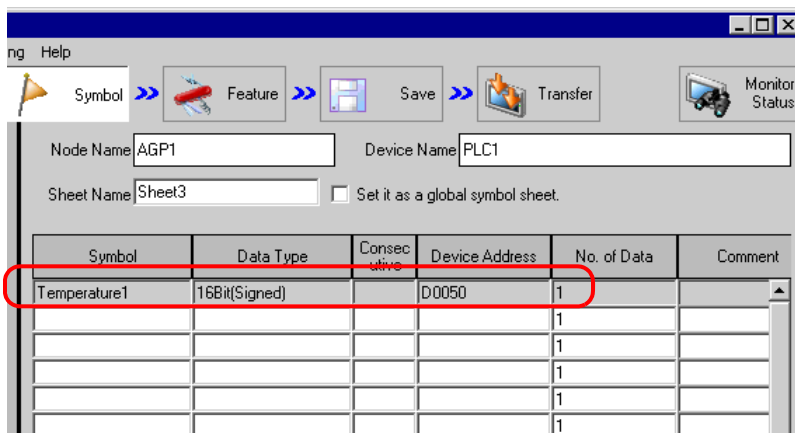 ng Help
Symbol Feature Save Transfer Monitor Status
Node Name AGP1 Device Name PLC1
Sheet Name Sheet3 Set it as a global symbol sheet.
Symbol Data Type Consecutive Device Address No. of Data Comment
Temperature1 16Bit(Signed) D0050 1
1
1
1
1
1